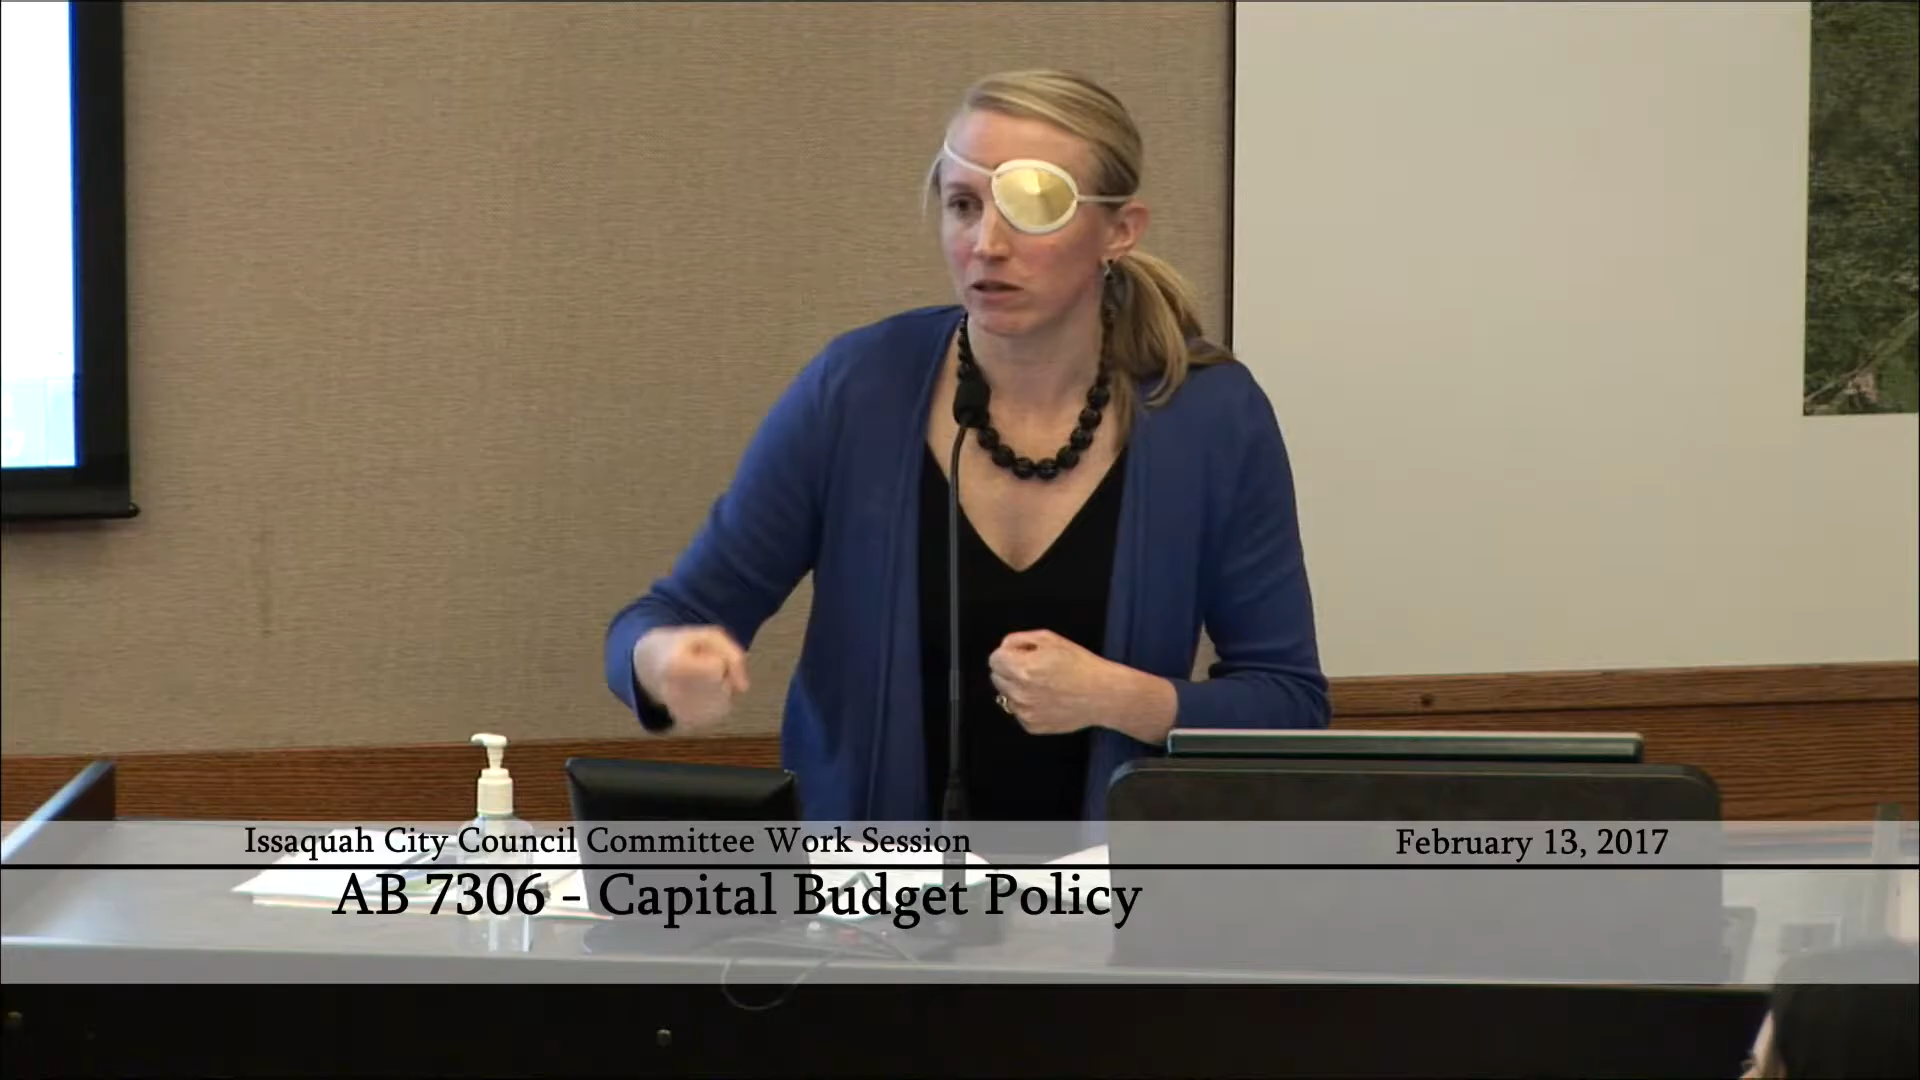 Issaquah City Council Committee Work Session
February 13, 2017
AB 7306 - Capital Budget Policy